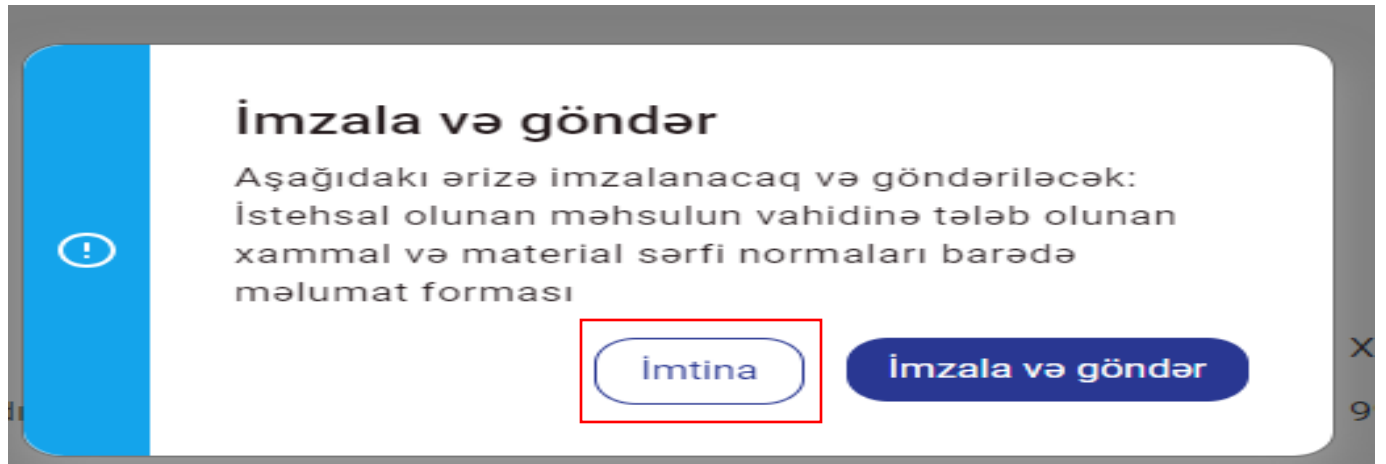 İmzala və göndər
Aşağıdakı ərizə imzalanacaq və göndəriləcək:
İstehsal olunan məhsulun vahidinə tələb olunan
xammal və material sərfi normaları barədə
məlumat forması
İmtina
İmzala və göndər
X
9